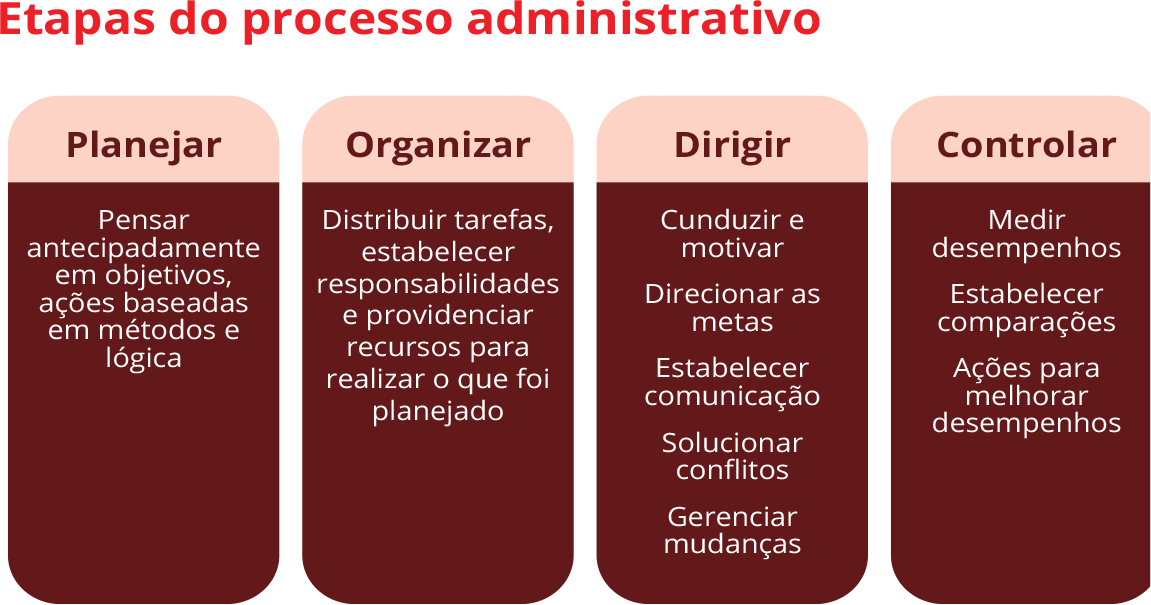 Etapas do processo administrativo
Planejar
Pensar
antecipadamente
em objetivos,
ações baseadas
em métodos e
lógica
Organizar
Distribuir tarefas,
estabelecer
responsabilidades
e providenciar
recursos para
realizar o que foi
planejado
Dirigir
Cunduzir e
motivar
Direcionar as
metas
Estabelecer
comunicação
Solucionar
conflitos
Gerenciar
mudanças
Controlar
Medir
desempenhos
Estabelecer
comparações
Ações para
melhorar
desempenhos